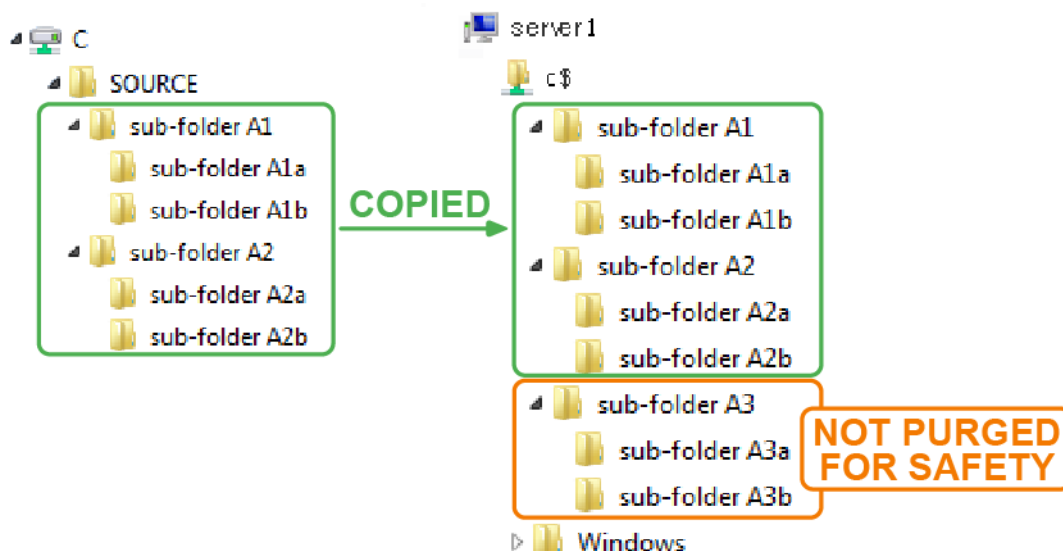 C
SOURCE
sub-folder A1
sub-folder A1a
sub-folder A1b
sub-folder A2
sub-folder A2a
sub-folder A2b
COPIED
server1
c$
sub-folder A1
sub-folder A1a
sub-folder A1b
sub-folder A2
sub-folder A2a
sub-folder A2b
sub-folder A3
sub-folder A3a
sub-folder A3b
NOT PURGED
FOR SAFETY
Windows